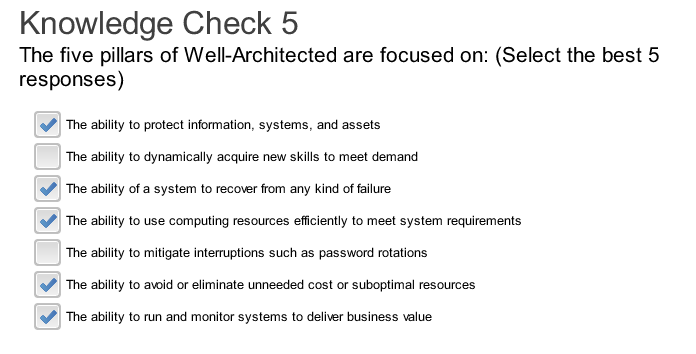 Knowledge Check 5
The five pillars of Well-Architected are focused on: (Select the best 5
responses)
The ability to protect information, systems, and assets
The ability to dynamically acquire new skills to meet demand
The ability of a system to recover from any kind of failure
The ability to use computing resources efficiently to meet system requirements
The ability to mitigate interruptions such as password rotations
The ability to avoid or eliminate unneeded cost or suboptimal resources
The ability to run and monitor systems to deliver business value